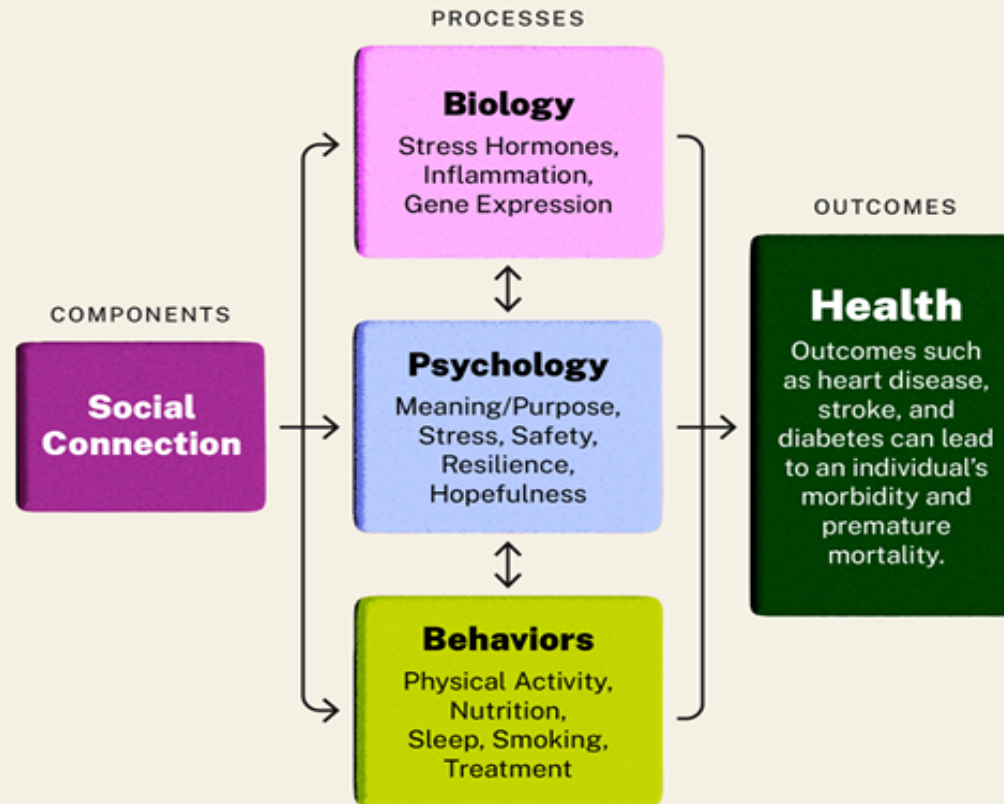 PROCESSES
Biology
Stress Hormones,
Inflammation,
Gene Expression
COMPONENTS
Social
Connection
Psychology
Meaning/Purpose,
Stress, Safety,
Resilience,
Hopefulness
Behaviors
Physical Activity,
Nutrition,
Sleep, Smoking,
Treatment
OUTCOMES
Health
Outcomes such
as heart disease,
stroke, and
diabetes can lead
to an individual’s
morbidity and
premature
mortality.